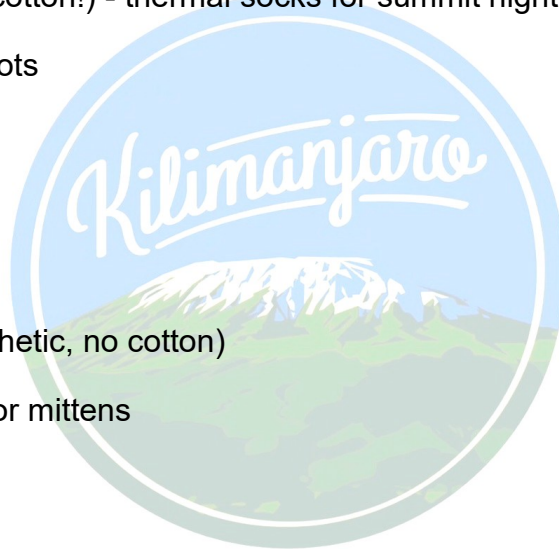 cotton!) - thermal socks for summit night
ots
Kilimanjaro
hetic, no cotton)
or mittens